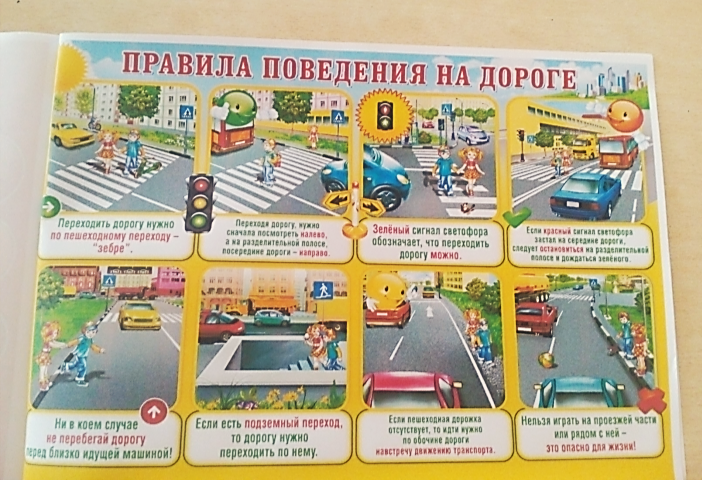 ПРАВИЛА ПОВЕДЕНИЯ НА ДОРОГЕ
Переходить дорогу нужно
по пешеходному переходу –
"зебре".
Переходя дорогу, нужно
сначала посмотреть налево,
а на разделительной полосе,
посередине дороги – направо.
Зелёный сигнал светофора
обозначает, что переходить
дорогу можно.
Если красный сигнал светофора
застал на середине дороги,
следует остановиться на разделительной
полосе и дождаться зелёного.
Ни в коем случае
не перебегай дорогу
перед близко идущей машиной!
Если есть подземный переход,
то дорогу нужно
переходить по нему.
Если пешеходная дорожка
отсутствует, то идти нужно
по обочине дороги
навстречу движению транспорта.
Нельзя играть на проезжей части
или рядом с ней –
это опасно для жизни!